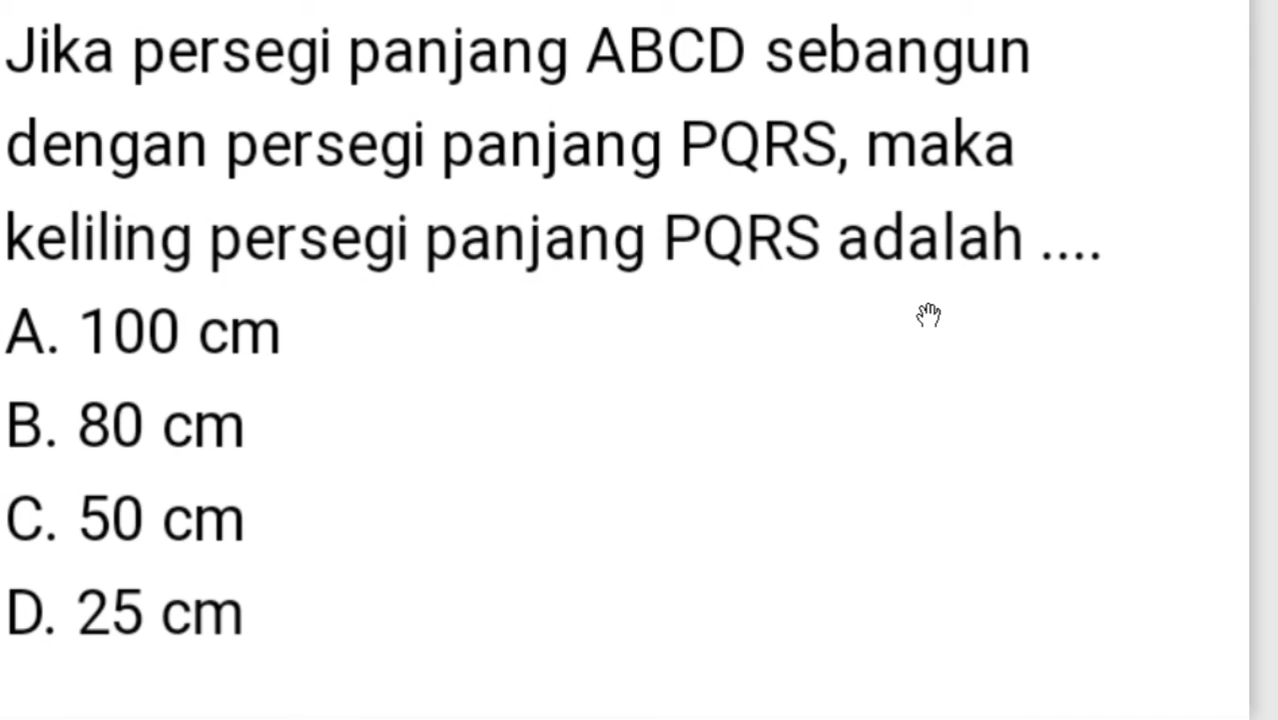 Jika persegi panjang ABCD sebangun
dengan persegi panjang PQRS, maka
keliling persegi panjang PQRS adalah ....
A. 100 cm
B. 80 cm
C. 50 cm
D. 25 cm